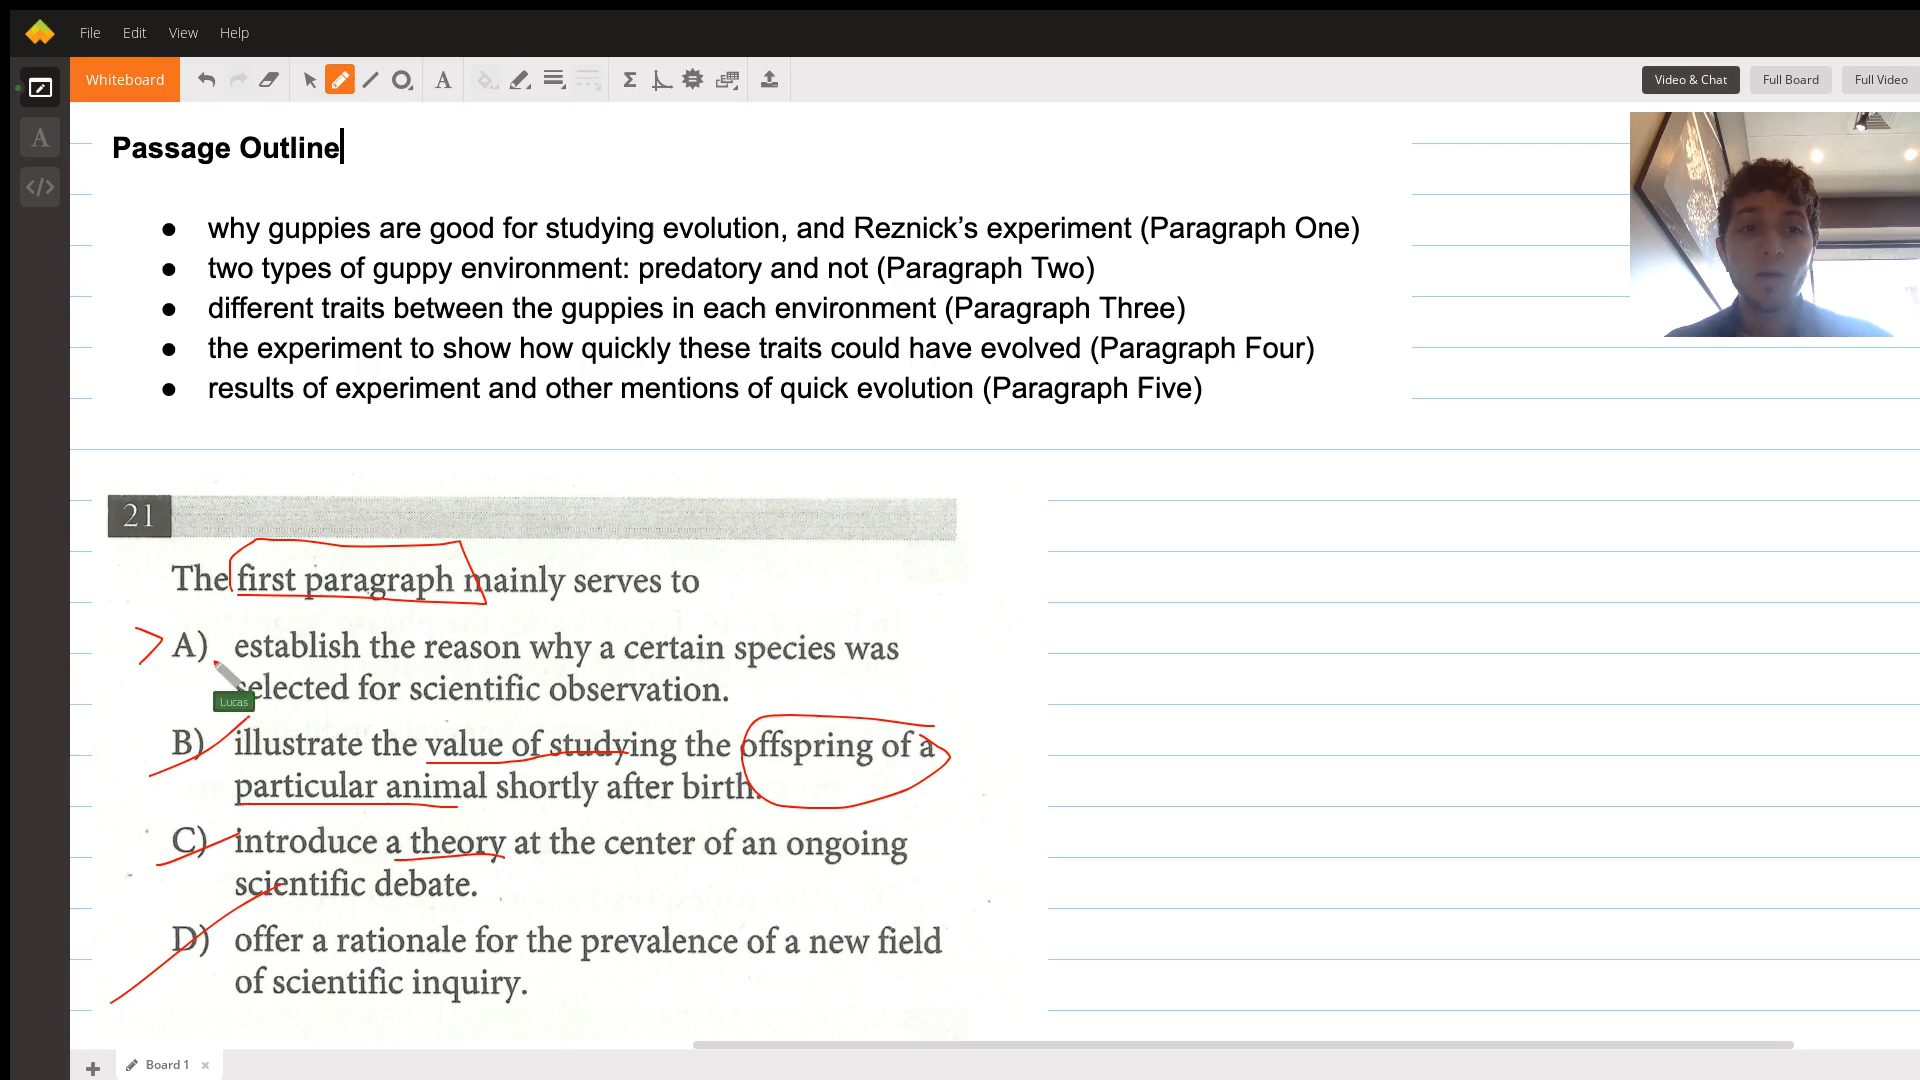 File Edit View Help
Whiteboard
Video & Chat Full Board Full Video
Passage Outline
● why guppies are good for studying evolution, and Reznick’s experiment (Paragraph One)
● two types of guppy environment: predatory and not (Paragraph Two)
● different traits between the guppies in each environment (Paragraph Three)
● the experiment to show how quickly these traits could have evolved (Paragraph Four)
● results of experiment and other mentions of quick evolution (Paragraph Five)
21
The first paragraph mainly serves to
A) establish the reason why a certain species was
selected for scientific observation.
Lucas
B) illustrate the value of studying the offspring of a
particular animal shortly after birth.
C) introduce a theory at the center of an ongoing
scientific debate.
D) offer a rationale for the prevalence of a new field
of scientific inquiry.
Board 1